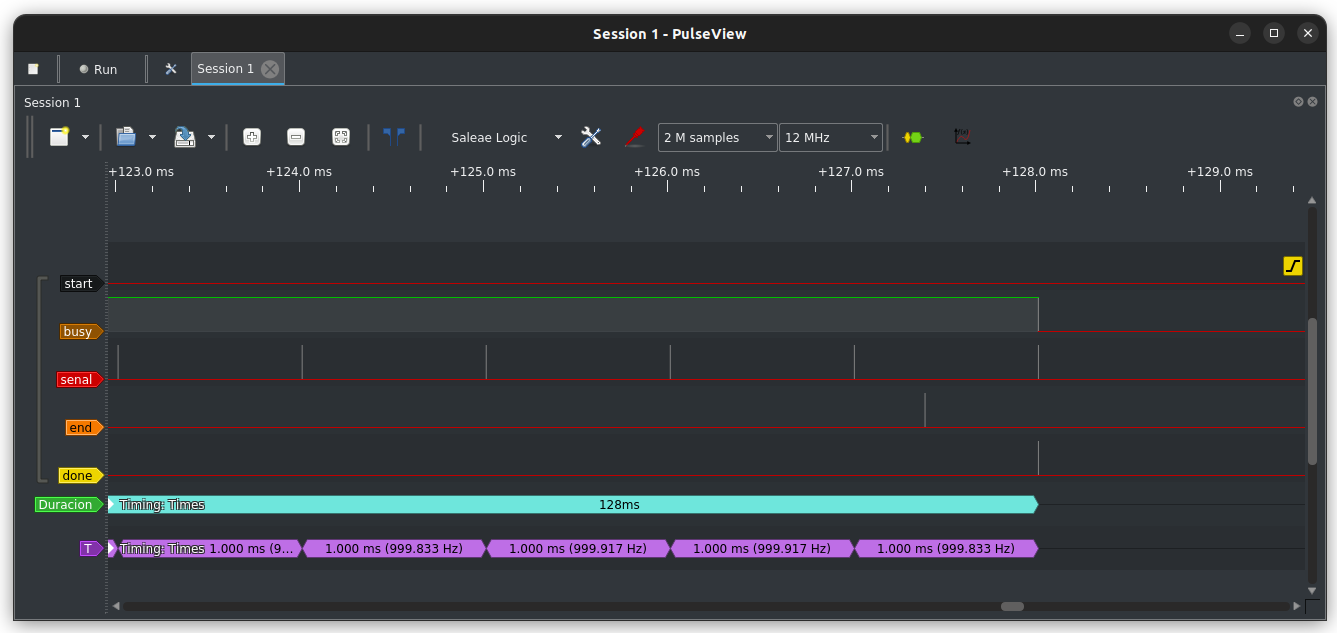 Session 1 - PulseView
Run
Session 1
Session 1
Saleae Logic
2 M samples
12 MHz
+123.0 ms +124.0 ms +125.0 ms +126.0 ms +127.0 ms +128.0 ms +129.0 ms
start
busy
senal
end
done
Duracion Timing: Times 128ms
T Timing: Times 1.000 ms (9... 1.000 ms (999.833 Hz) 1.000 ms (999.917 Hz) 1.000 ms (999.917 Hz) 1.000 ms (999.833 Hz)